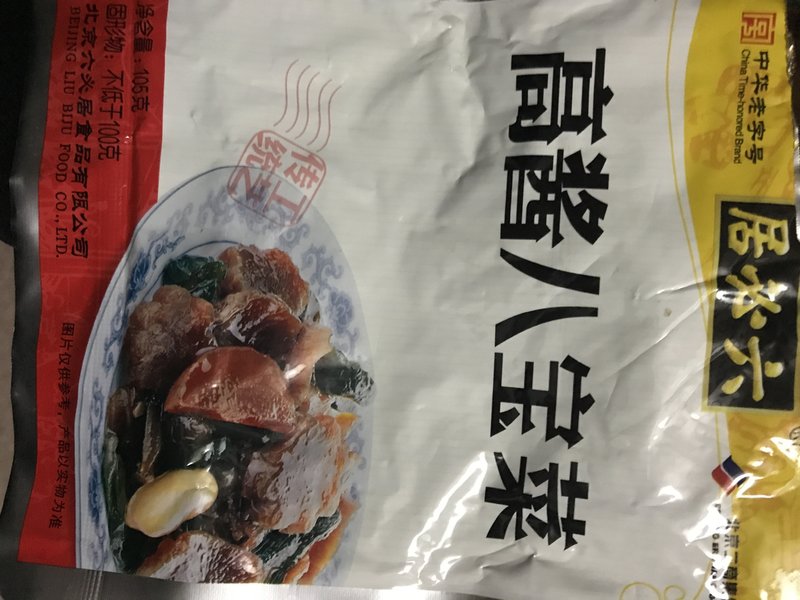 中华老字号
China Time-honored Brand
居必六
高酱八宝菜
传统工艺
净含量:106克
固形物:不低于100克
北京六必居食品有限公司
BEIJING LIU BIJU FOOD CO.,LTD.
图片仅供参考,产品以实物为准